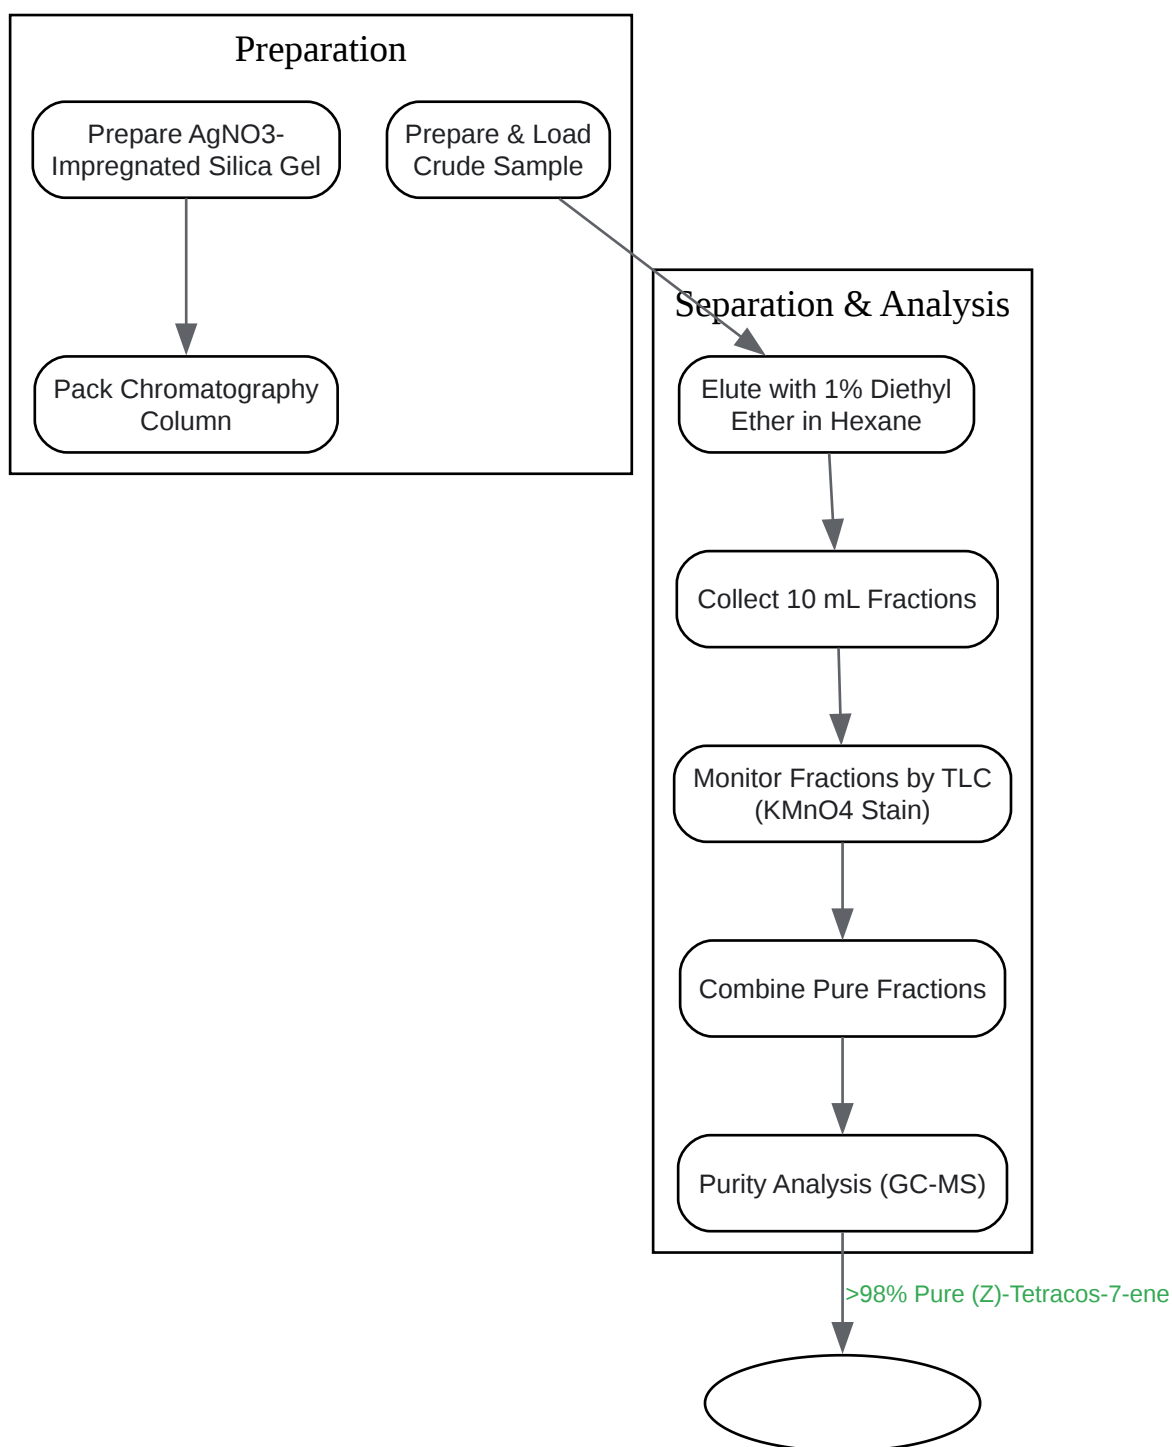 Preparation
Prepare AgNO3-
Impregnated Silica Gel
Prepare & Load
Crude Sample
Pack Chromatography
Column
Separation & Analysis
Elute with 1% Diethyl
Ether in Hexane
Collect 10 mL Fractions
Monitor Fractions by TLC
(KMnO4 Stain)
Combine Pure Fractions
Purity Analysis (GC-MS)
>98% Pure (Z)-Tetracos-7-ene